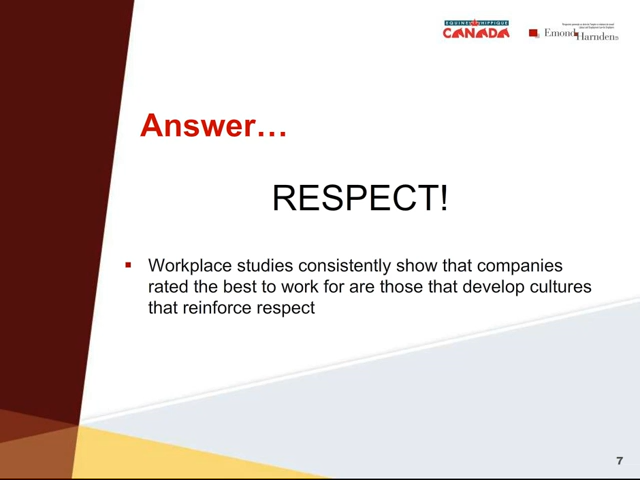 EQUINE HIPPIQUE
CANADA
Emond Harnden
Answer…
RESPECT!
▪ Workplace studies consistently show that companies
rated the best to work for are those that develop cultures
that reinforce respect
7